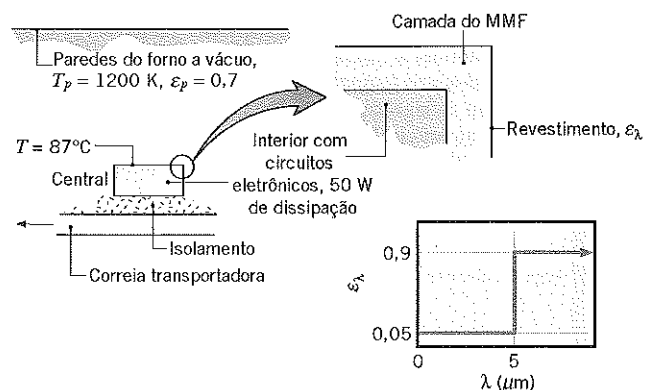 Camada do MMF
Paredes do forno a vácuo,
T_p = 1200 K, ε_p = 0,7
T = 87°C
Central
Interior com
circuitos
eletrônicos, 50 W
de dissipação
Revestimento, ε_λ
Isolamento
Correia transportadora
ε_λ
0,9
0,05
0
5
λ (μm)